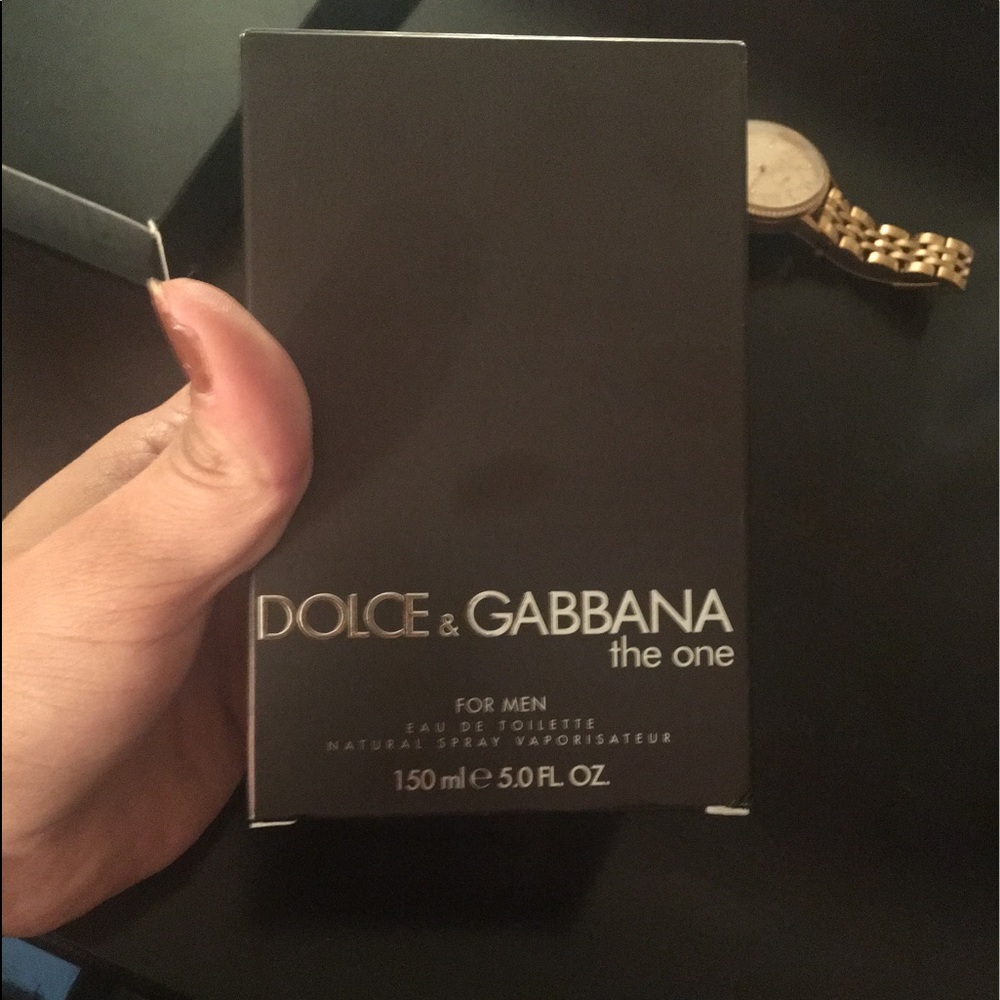 DOLCE & GABBANA
the one
FOR MEN
EAU DE TOILETTE
NATURAL SPRAY VAPORISATEUR
150 ml e 5.0 FL. OZ.